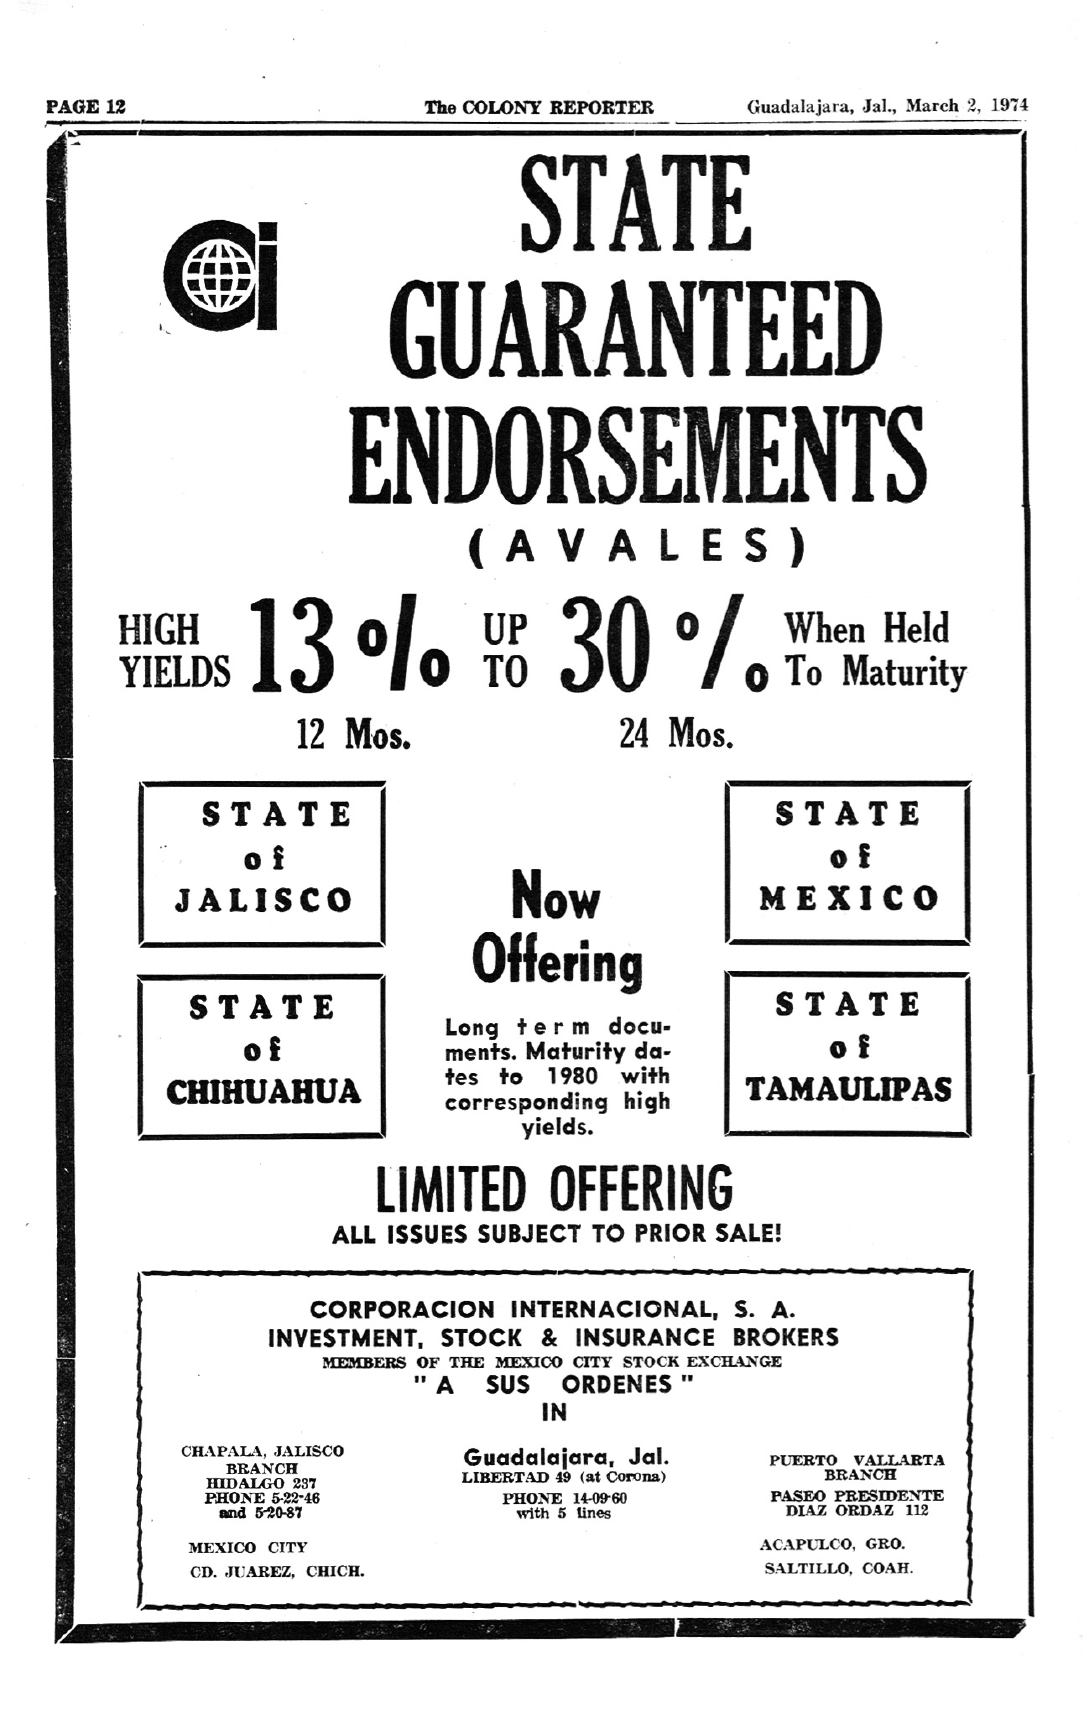 PAGE 12
The COLONY REPORTER
Guadalajara, Jal., March 2, 1974
Ci
STATE
GUARANTEED
ENDORSEMENTS
(AVALES)
HIGH YIELDS 13% UP TO 30% When Held To Maturity
12 Mos. 24 Mos.
STATE
of
JALISCO
STATE
of
MEXICO
STATE
of
CHIHUAHUA
STATE
of
TAMAULIPAS
Now
Offering
Long term docu-
ments. Maturity da-
tes to 1980 with
corresponding high
yields.
LIMITED OFFERING
ALL ISSUES SUBJECT TO PRIOR SALE!
CORPORACION INTERNACIONAL, S. A.
INVESTMENT, STOCK & INSURANCE BROKERS
MEMBERS OF THE MEXICO CITY STOCK EXCHANGE
"A SUS ORDENES"
IN
CHAPALA, JALISCO
BRANCH
HIDALGO 237
PHONE 5-22-46
and 5-20-87
MEXICO CITY
CD. JUAREZ, CHICH.
Guadalajara, Jal.
LIBERTAD 49 (at Corona)
PHONE 14-09-60
with 5 lines
PUERTO VALLARTA
BRANCH
PASEO PRESIDENTE
DIAZ ORDAZ 112
ACAPULCO, GRO.
SALTILLO, COAH.